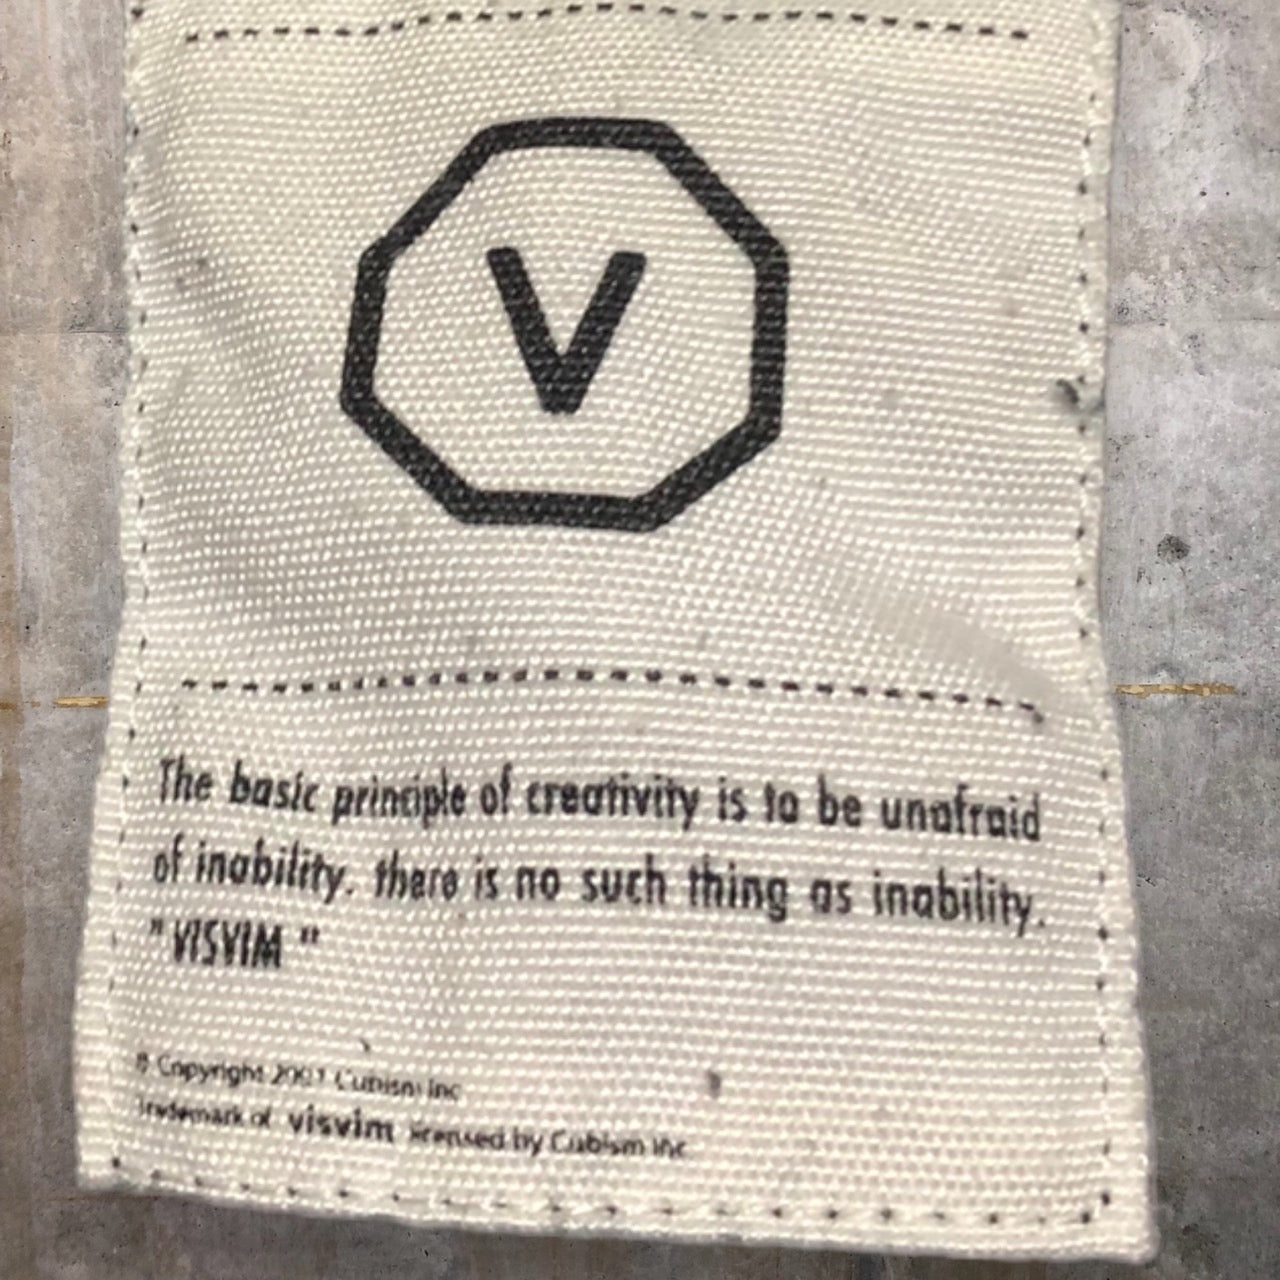 V
The basic principle of creativity is to be unafraid
of inability. there is no such thing as inability.
" VISVIM "
© Copyright 2001 Cubism Inc
Trademark of visvim licensed by Cubism Inc